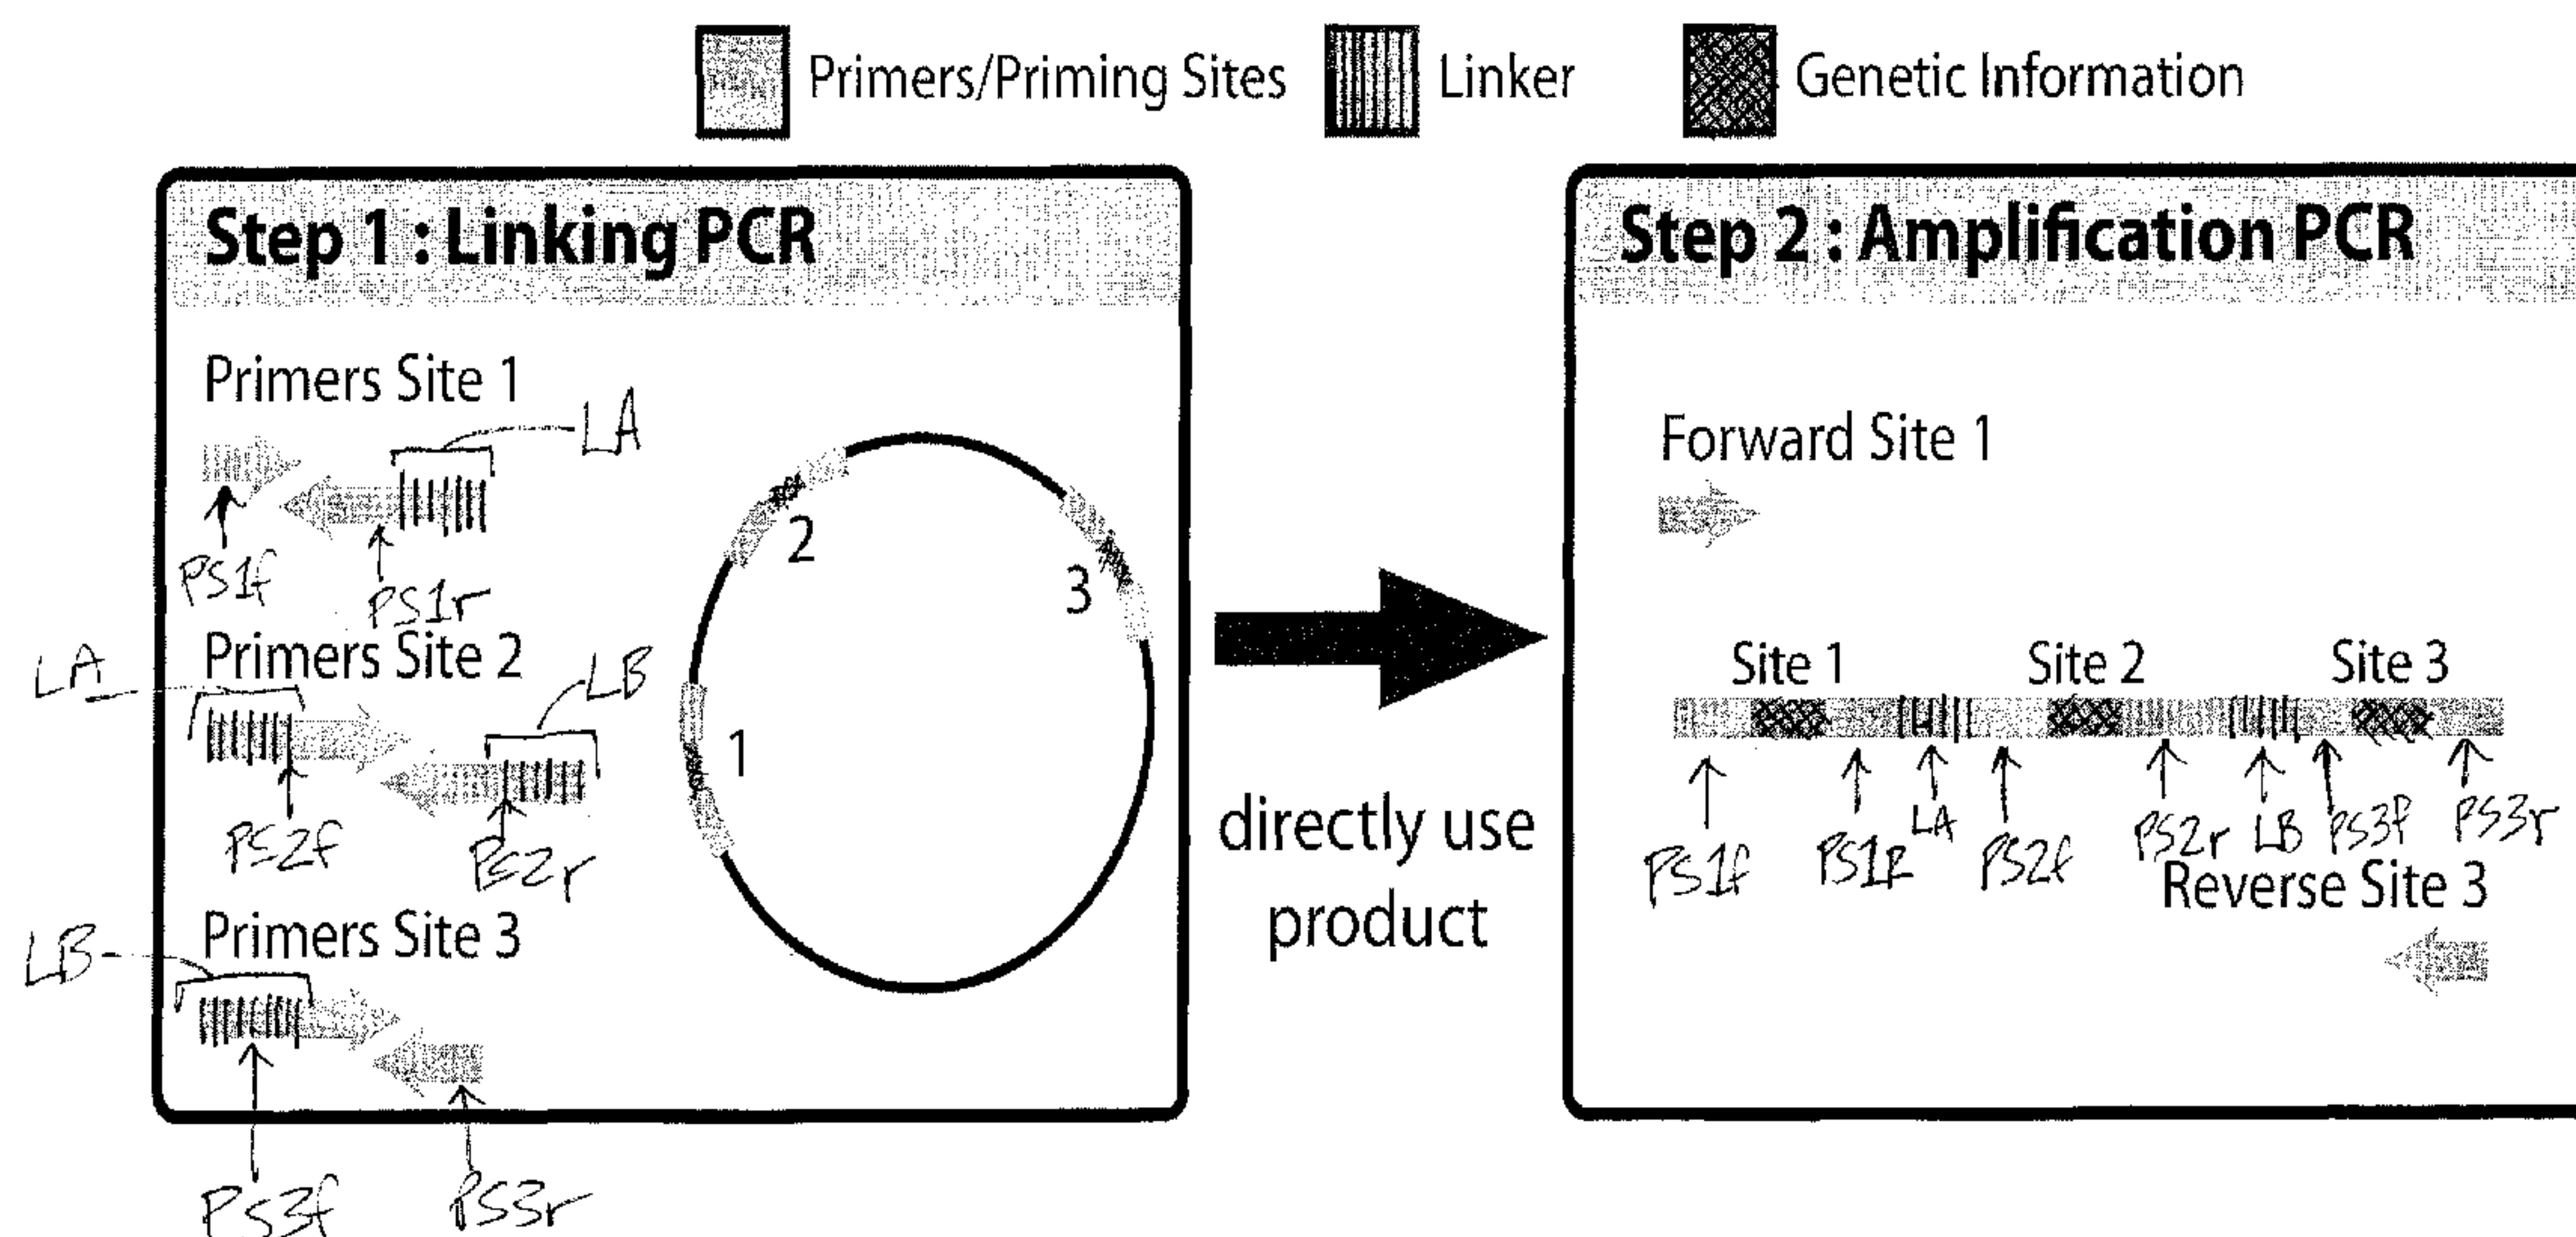 Primers/Priming Sites
Linker
Genetic Information
Step 1 : Linking PCR
Primers Site 1
LA
PS1f
PS1r
Primers Site 2
LA
LB
PS2f
PS2r
Primers Site 3
LB
PS3f
PS3r
1
2
3
directly use
product
Step 2 : Amplification PCR
Forward Site 1
Site 1
Site 2
Site 3
PS1f
PS1R
LA
PS2f
PS2r
LB
PS3f
PS3r
Reverse Site 3